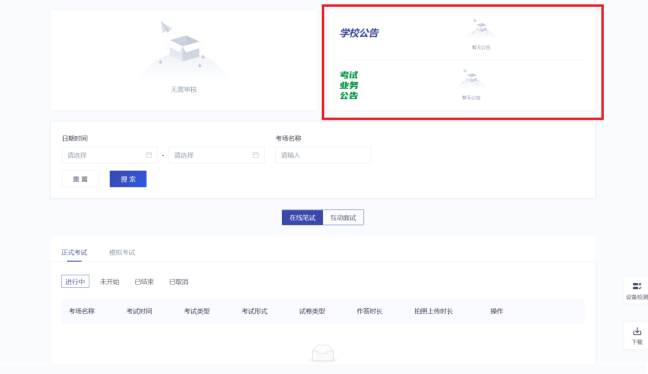 学校公告
暂无公告
无需审核
考试
业务
公告
暂无公告
日期时间
考场名称
请选择 - 请选择
请输入
重置 搜索
在线笔试 互动面试
正式考试 模拟考试
进行中 未开始 已结束 已取消
设备检测
考场名称 考试时间 考试类型 考试形式 试卷类型 作答时长 拍照上传时长 操作
下载